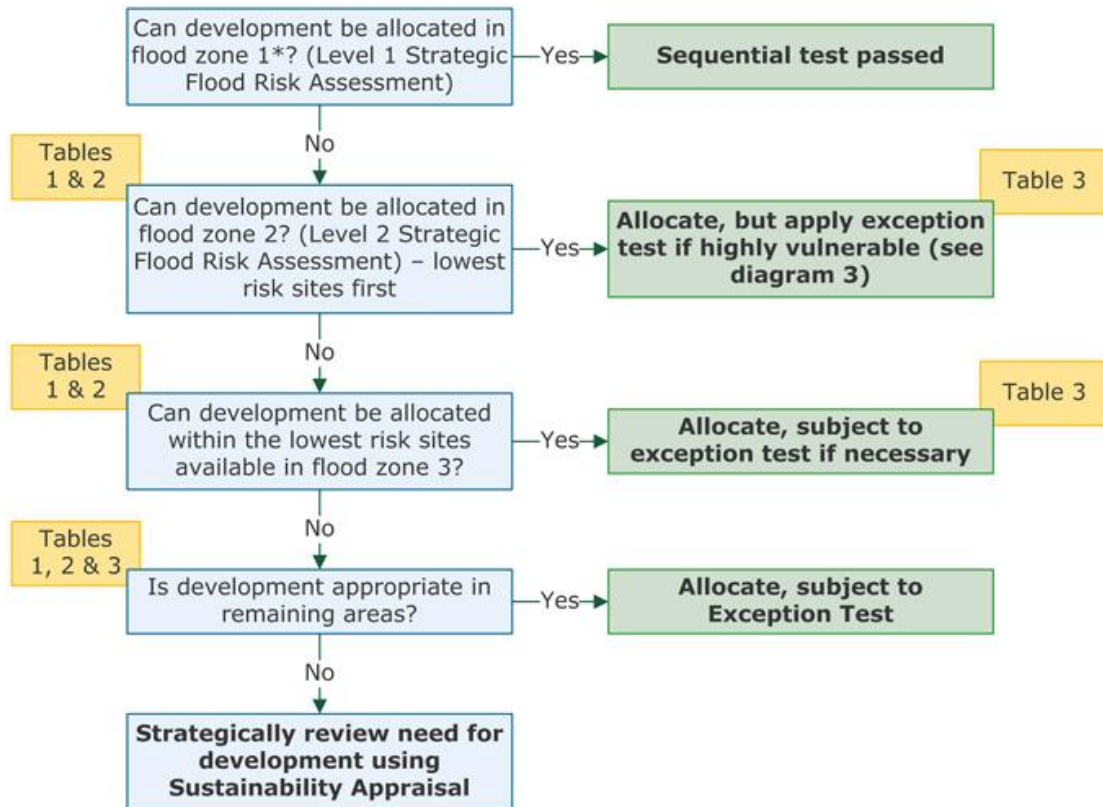 Can development be allocated in
flood zone 1*? (Level 1 Strategic
Flood Risk Assessment)
Yes
Sequential test passed
No
Tables
1 & 2
Can development be allocated in
flood zone 2? (Level 2 Strategic
Flood Risk Assessment) – lowest
risk sites first
Yes
Table 3
Allocate, but apply exception
test if highly vulnerable (see
diagram 3)
No
Tables
1 & 2
Can development be allocated
within the lowest risk sites
available in flood zone 3?
Yes
Table 3
Allocate, subject to
exception test if necessary
No
Tables
1, 2 & 3
Is development appropriate in
remaining areas?
Yes
Allocate, subject to
Exception Test
No
Strategically review need for
development using
Sustainability Appraisal